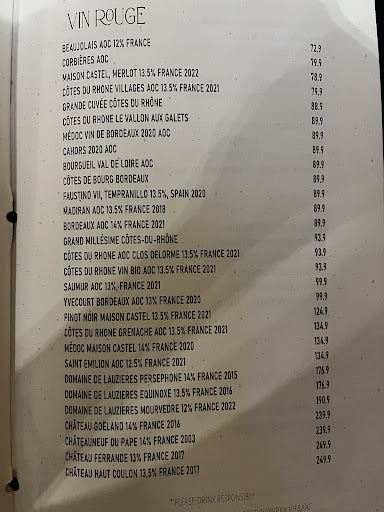 VIN ROUGE
BEAUJOLAIS AOC 12% FRANCE 72.9
CORBIÈRES AOC 79.9
MAISON CASTEL, MERLOT 13.5% FRANCE 2022 78.9
CÔTES DU RHONE VILLAGES AOC 13.5% FRANCE 2021 79.9
GRANDE CUVÉE CÔTES DU RHÔNE 88.9
CÔTES DU RHONE LE VALLON AUX GALETS 89.9
MÉDOC VIN DE BORDEAUX 2020 AOC 89.9
CAHORS 2020 AOC 89.9
BOURGUEIL VAL DE LOIRE AOC 89.9
CÔTES DE BOURG BORDEAUX 89.9
FAUSTINO VII, TEMPRANILLO 13.5%, SPAIN 2020 89.9
MADIRAN AOC 13.5% FRANCE 2018 89.9
BORDEAUX AOC 14% FRANCE 2021 89.9
GRAND MILLÉSIME CÔTES-DU-RHÔNE 93.9
CÔTES DU RHONE AOC CLOS DELORME 13.5% FRANCE 2021 93.9
CÔTES DU RHONE VIN BIO AOC 13.5% FRANCE 2021 93.9
SAUMUR AOC 13% FRANCE 2021 99.9
YVECOURT BORDEAUX AOC 13% FRANCE 2020 99.9
PINOT NOIR MAISON CASTEL 13.5% FRANCE 2021 124.9
CÔTES DU RHÔNE GRENACHE AOC 13.5% FRANCE 2021 134.9
MÉDOC MAISON CASTEL 14% FRANCE 2020 134.9
SAINT EMILION AOC 12.5% FRANCE 2021 134.9
DOMAINE DE LAUZIERES PERSEPHONE 14% FRANCE 2015 176.9
DOMAINE DE LAUZIERES EQUINOXE 13.5% FRANCE 2016 176.9
DOMAINE DE LAUZIERES MOURVEDRE 12% FRANCE 2022 190.9
CHÂTEAU GOËLAND 14% FRANCE 2016 239.9
CHÂTEAUNEUF DU PAPE 14% FRANCE 2003 239.9
CHÂTEAU FERRANDE 13% FRANCE 2017 249.9
CHÂTEAU HAUT COULON 13.5% FRANCE 2017 249.9
* PLEASE DRINK RESPONSIBLY